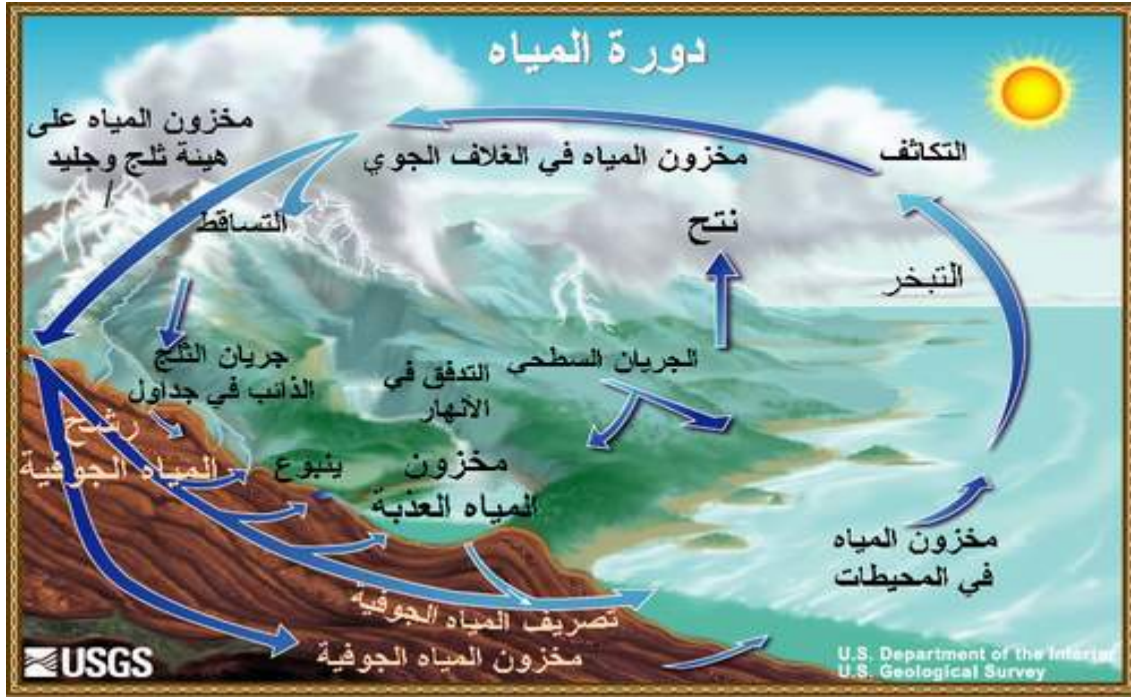 دورة المياه
مخزون المياه على
هيئة ثلج وجليد
مخزون المياه في الغلاف الجوي
التكاثف
التساقط
نتح
التبخر
جريان الثلج
الذائب في جداول
التدفق في
الأنهار
الجريان السطحي
رشح
المياه الجوفية
ينبوع
مخزون
المياه العذبة
مخزون المياه
في المحيطات
تصريف المياه الجوفية
مخزون المياه الجوفية
USGS
U.S. Department of the Interior
U.S. Geological Survey